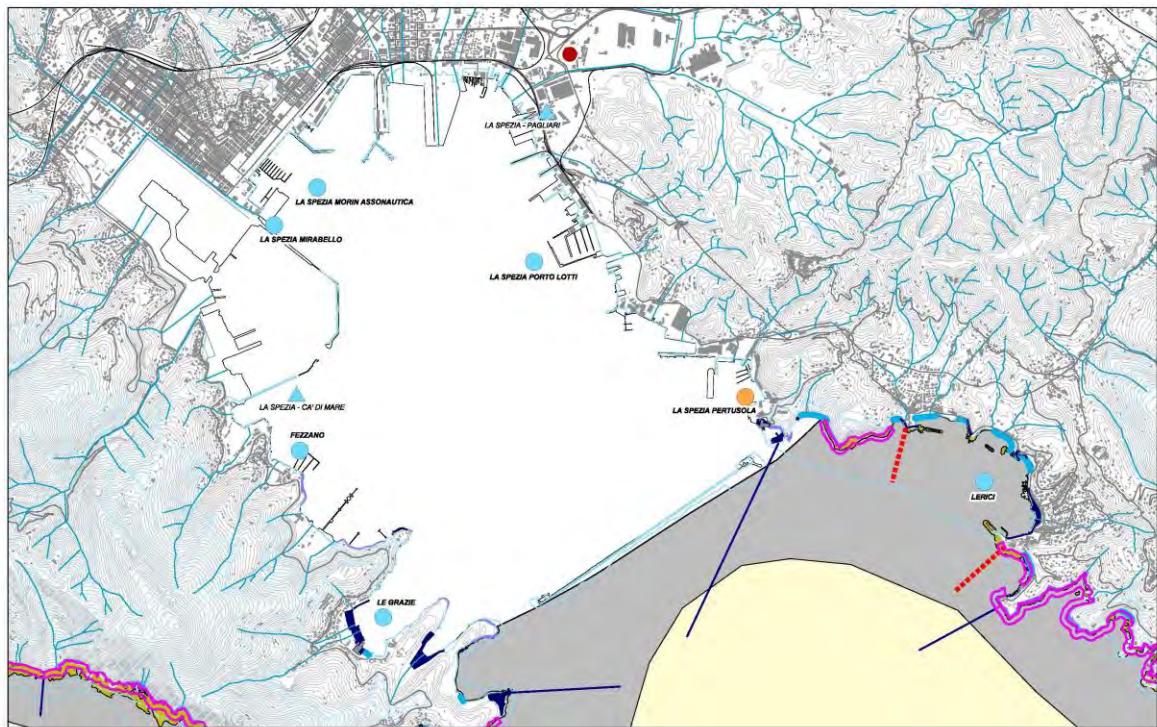 LA SPEZIA - PAGLIARI
LA SPEZIA MORIN ASSONAUTICA
LA SPEZIA MIRABELLO
LA SPEZIA PORTO LOTTI
LA SPEZIA - CA' DI MARE
LA SPEZIA PERTUSOLA
FEZZANO
LERICI
LE GRAZIE